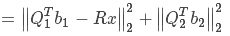 = ‖Q₁ᵀb₁ − Rx‖₂² + ‖Q₂ᵀb₂‖₂²